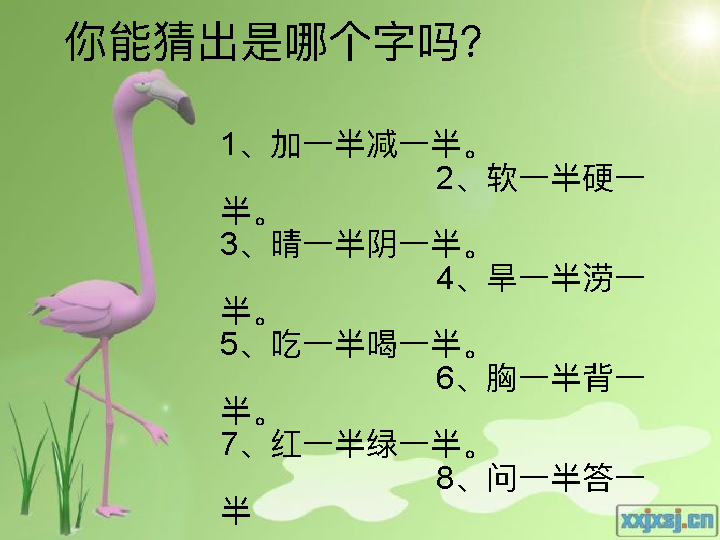 你能猜出是哪个字吗?
1、加一半减一半。
2、软一半硬一
半。
3、晴一半阴一半。
4、旱一半涝一
半。
5、吃一半喝一半。
6、胸一半背一
半。
7、红一半绿一半。
8、问一半答一
半
xxjxsj.cn